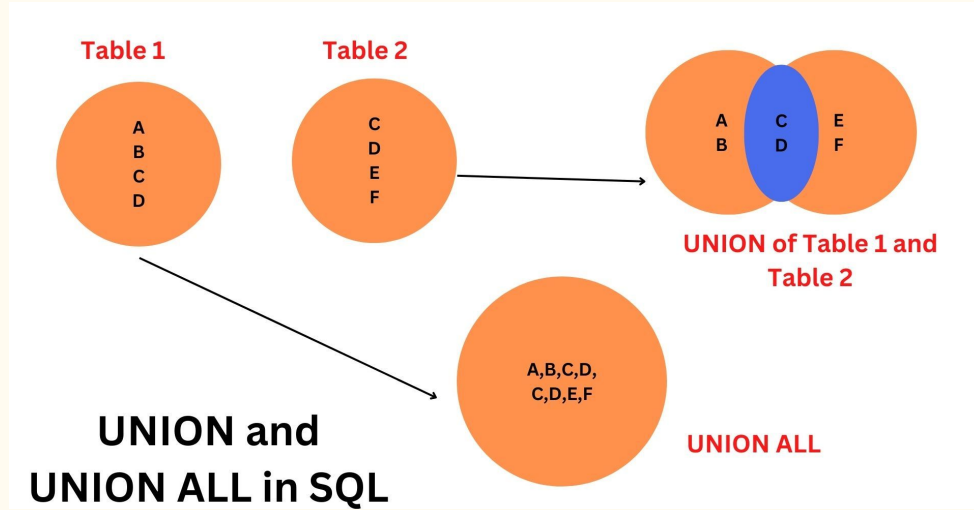 Table 1
A
B
C
D
Table 2
C
D
E
F
A
B
C
D
E
F
UNION of Table 1 and
Table 2
A,B,C,D,
C,D,E,F
UNION ALL
UNION and
UNION ALL in SQL